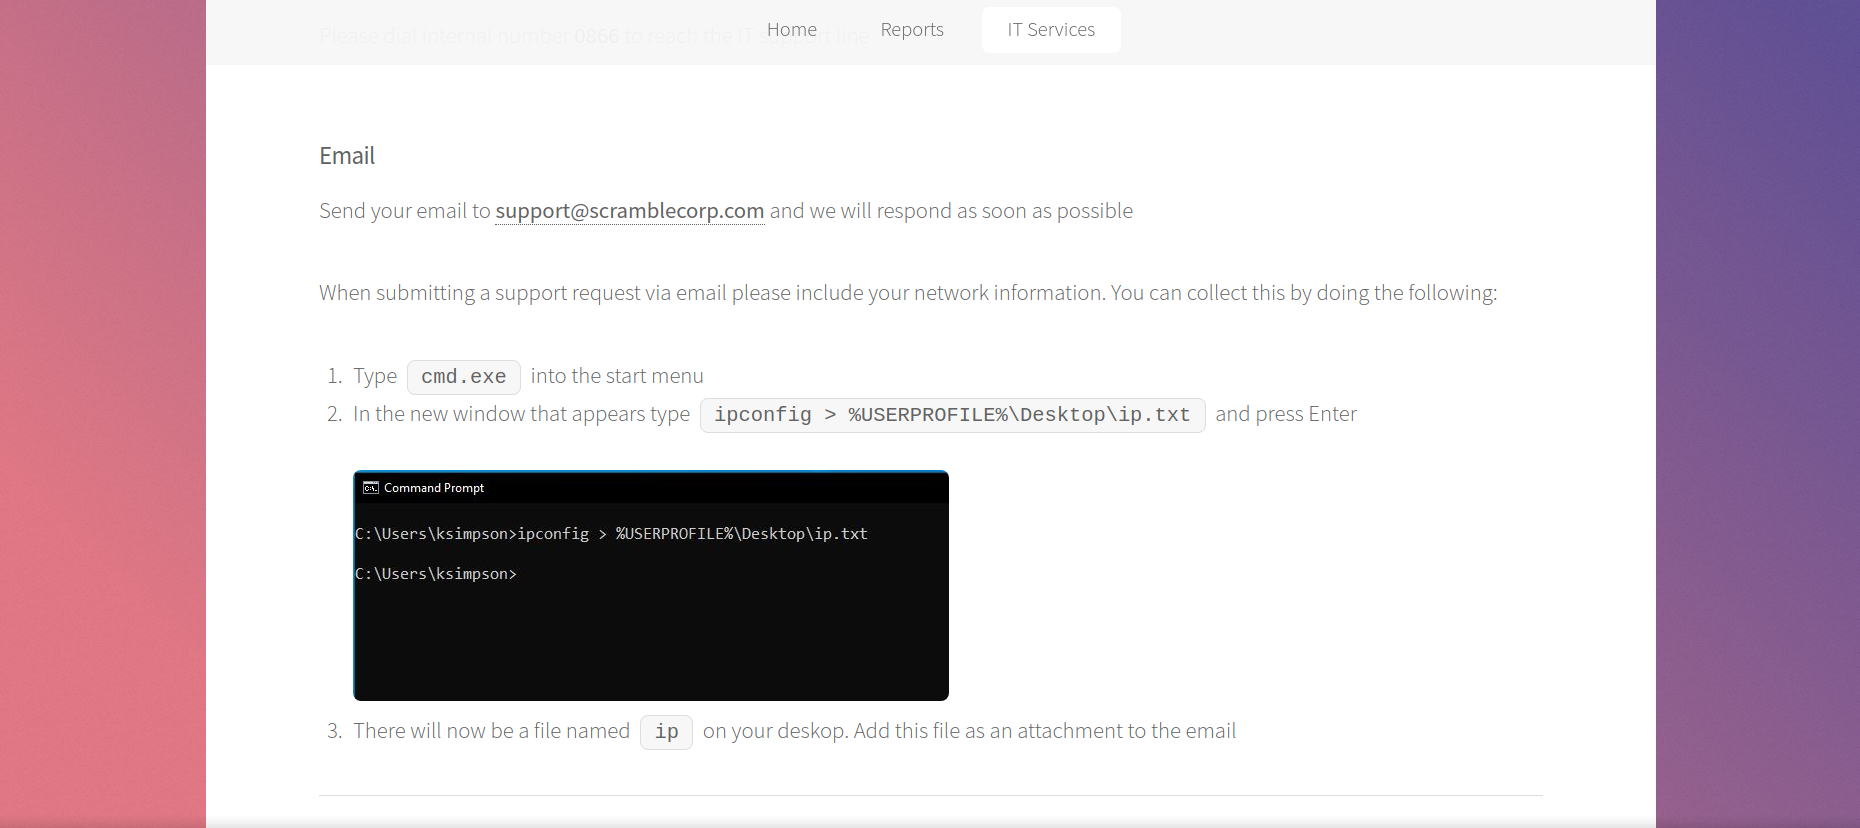 Please dial internal number 0866 to reach the IT support line
Home Reports IT Services
Email
Send your email to support@scramblecorp.com and we will respond as soon as possible
When submitting a support request via email please include your network information. You can collect this by doing the following:
1. Type cmd.exe into the start menu
2. In the new window that appears type ipconfig > %USERPROFILE%\Desktop\ip.txt and press Enter
Command Prompt
C:\Users\ksimpson>ipconfig > %USERPROFILE%\Desktop\ip.txt
C:\Users\ksimpson>
3. There will now be a file named ip on your deskop. Add this file as an attachment to the email